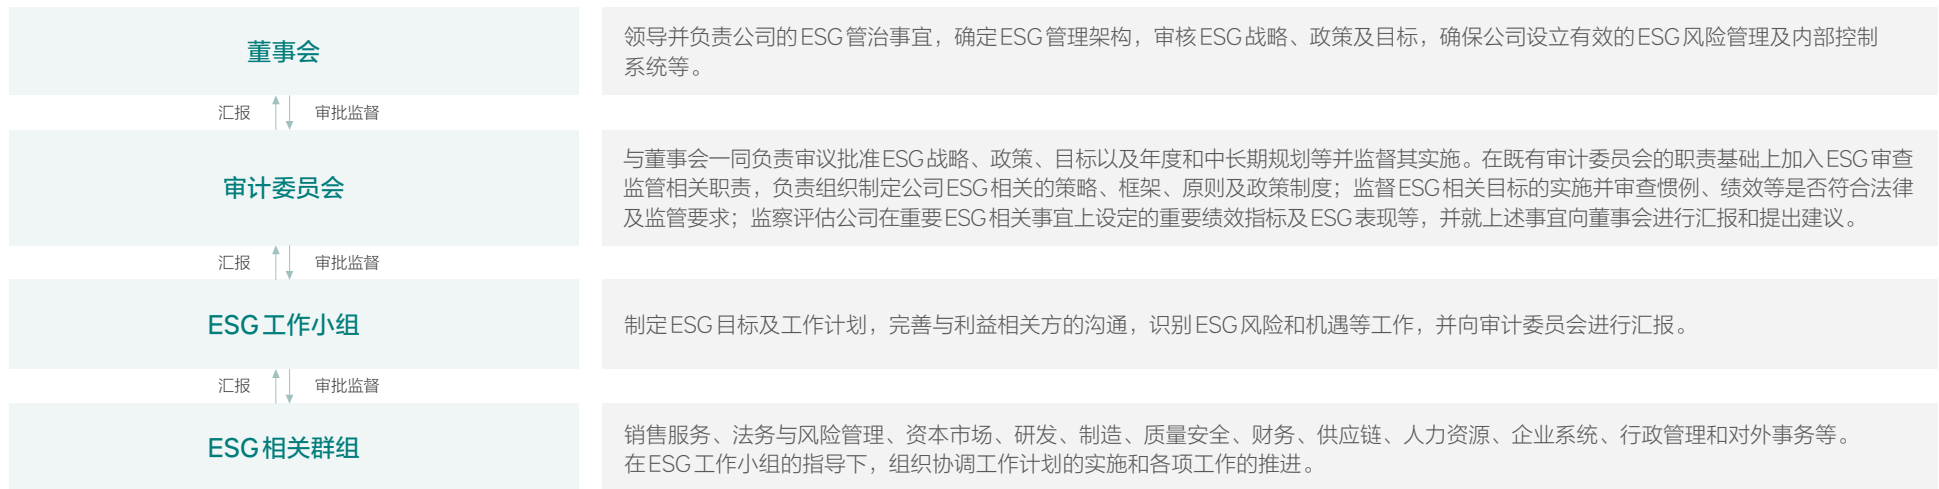 董事会
领导并负责公司的ESG管治事宜，确定ESG管理架构，审核ESG战略、政策及目标，确保公司设立有效的ESG风险管理及内部控制
系统等。
汇报 审批监督
审计委员会
与董事会一同负责审议批准ESG战略、政策、目标以及年度和中长期规划等并监督其实施。在既有审计委员会的职责基础上加入ESG审查
监管相关职责，负责组织制定公司ESG相关的策略、框架、原则及政策制度；监督ESG相关目标的实施并审查惯例、绩效等是否符合法律
及监管要求；监察评估公司在重要ESG相关事宜上设定的重要绩效指标及ESG表现等，并就上述事宜向董事会进行汇报和提出建议。
汇报 审批监督
ESG工作小组
制定ESG目标及工作计划，完善与利益相关方的沟通，识别ESG风险和机遇等工作，并向审计委员会进行汇报。
汇报 审批监督
ESG相关群组
销售服务、法务与风险管理、资本市场、研发、制造、质量安全、财务、供应链、人力资源、企业系统、行政管理和对外事务等。
在ESG工作小组的指导下，组织协调工作计划的实施和各项工作的推进。